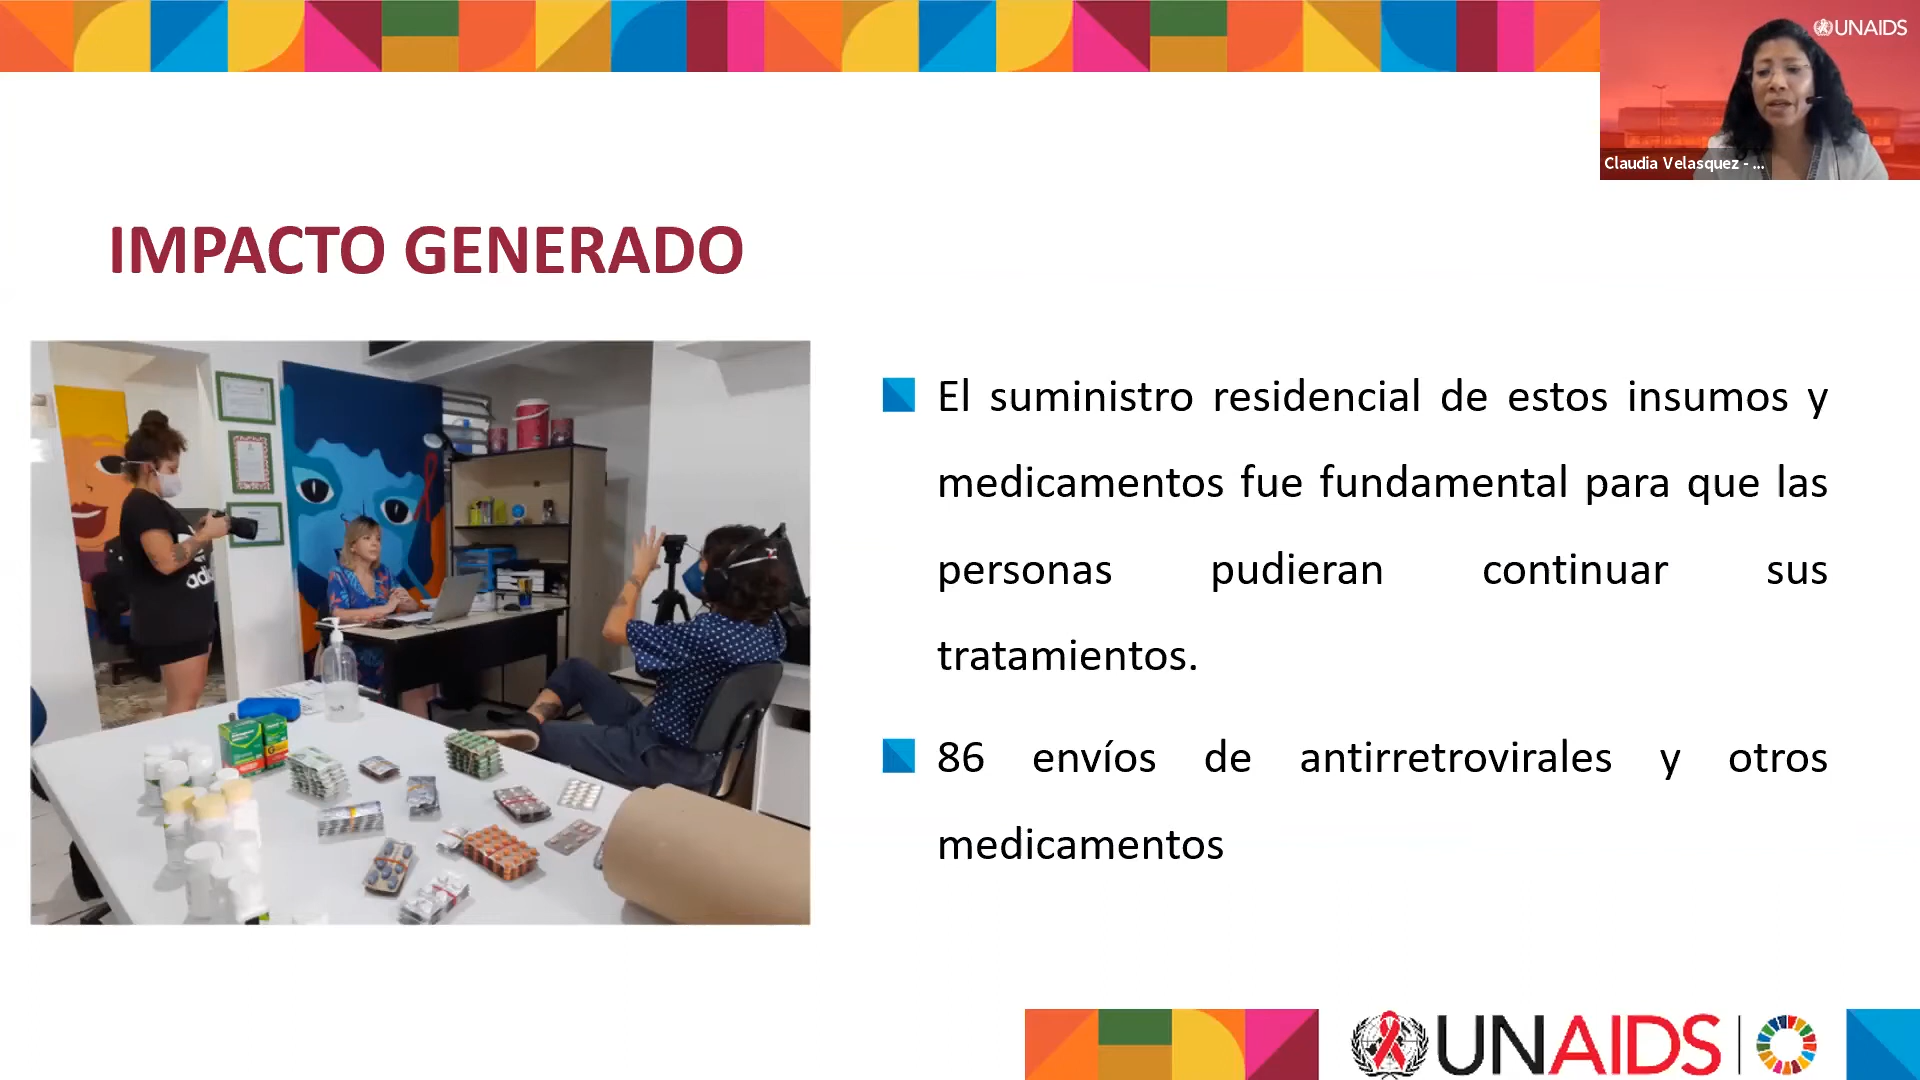 UNAIDS
Claudia Velasquez - ...
IMPACTO GENERADO
El suministro residencial de estos insumos y
medicamentos fue fundamental para que las
personas pudieran continuar sus
tratamientos.
86 envíos de antirretrovirales y otros
medicamentos
UNAIDS